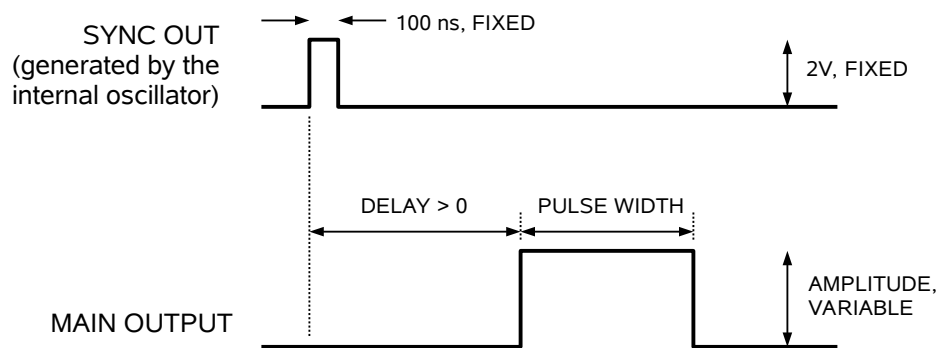 100 ns, FIXED
SYNC OUT
(generated by the
internal oscillator)
2V, FIXED
DELAY > 0
PULSE WIDTH
AMPLITUDE,
VARIABLE
MAIN OUTPUT